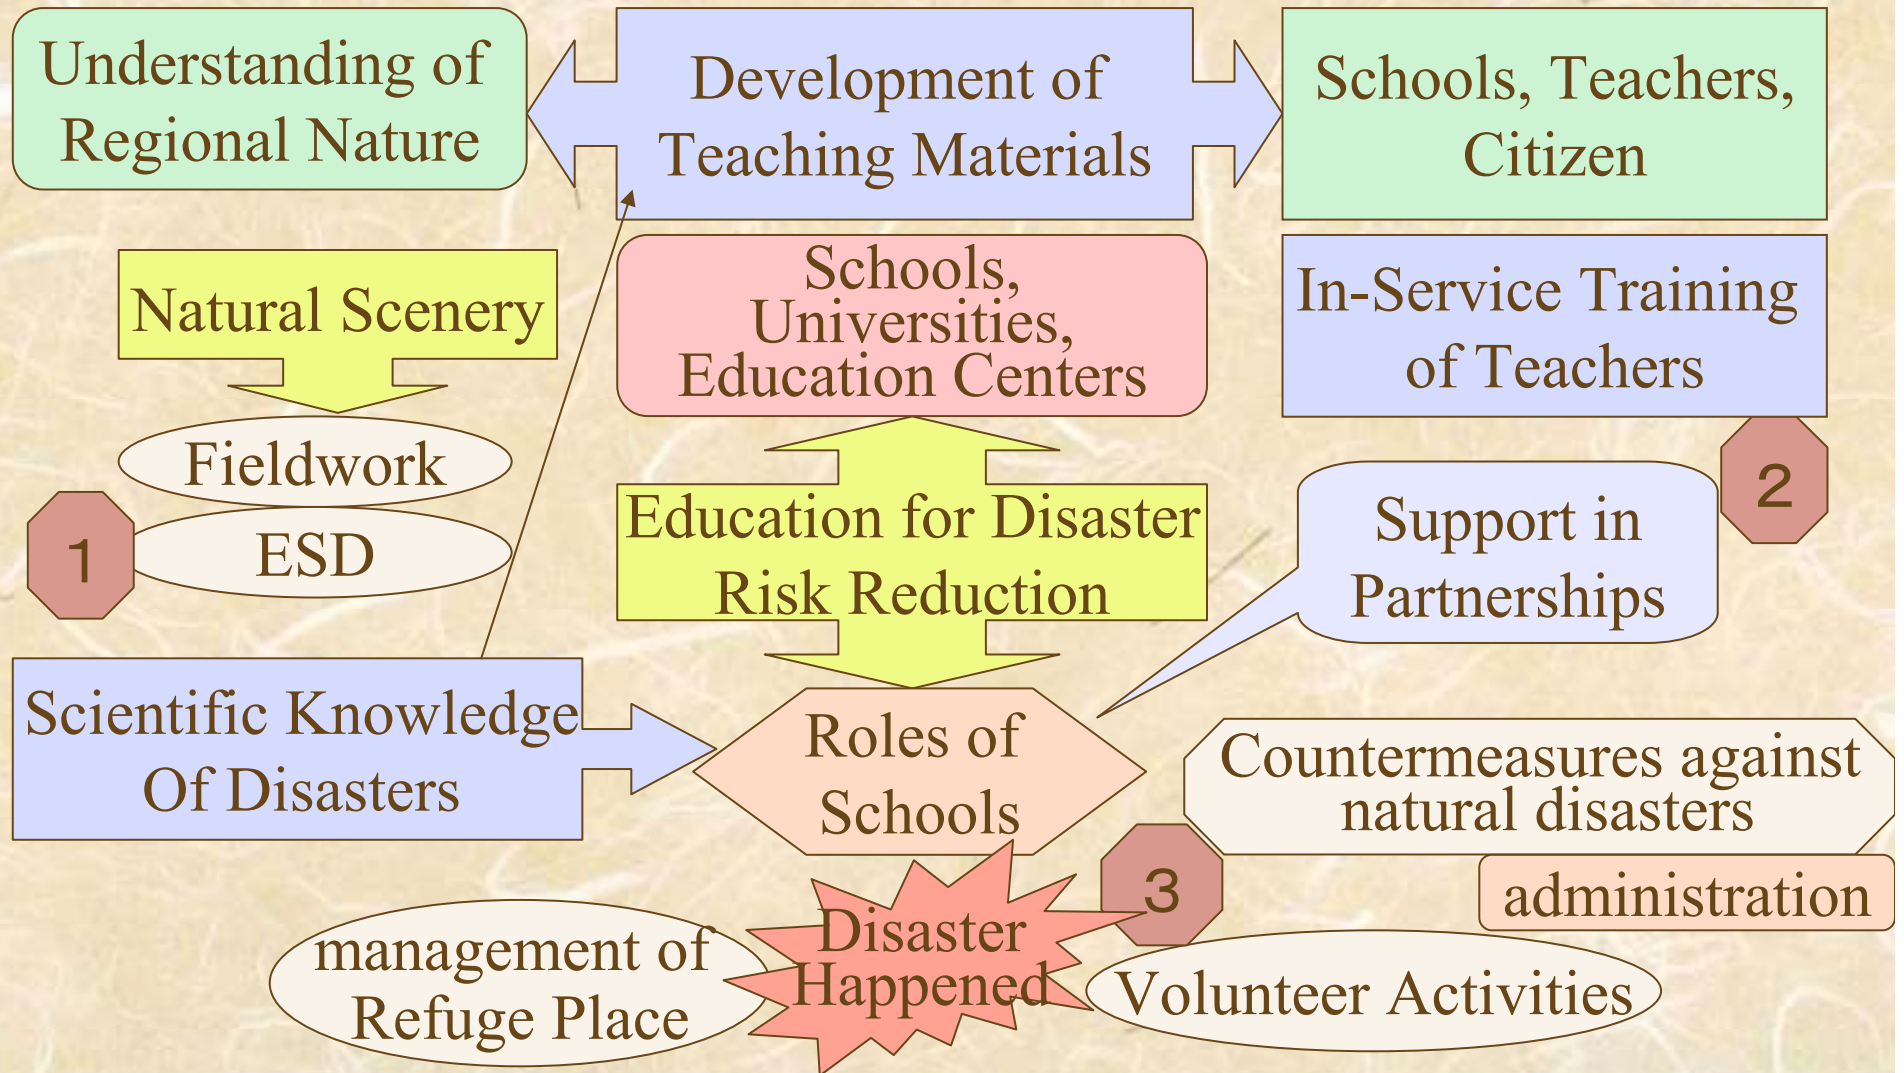 Understanding of
Regional Nature
Development of
Teaching Materials
Schools, Teachers,
Citizen
Natural Scenery
Schools,
Universities,
Education Centers
In-Service Training
of Teachers
Fieldwork
ESD
1
Education for Disaster
Risk Reduction
Support in
Partnerships
2
Scientific Knowledge
Of Disasters
Roles of
Schools
Countermeasures against
natural disasters
administration
3
management of
Refuge Place
Disaster
Happened
Volunteer Activities